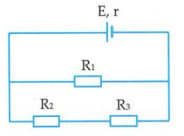 E, r
R₁
R₂ R₃